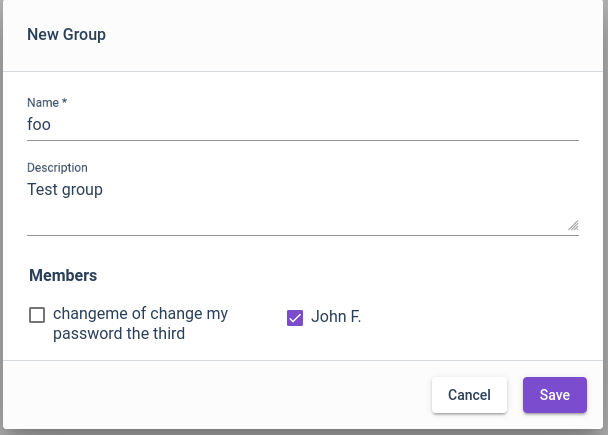 New Group
Name *
foo
Description
Test group
Members
changeme of change my
password the third
John F.
Cancel
Save